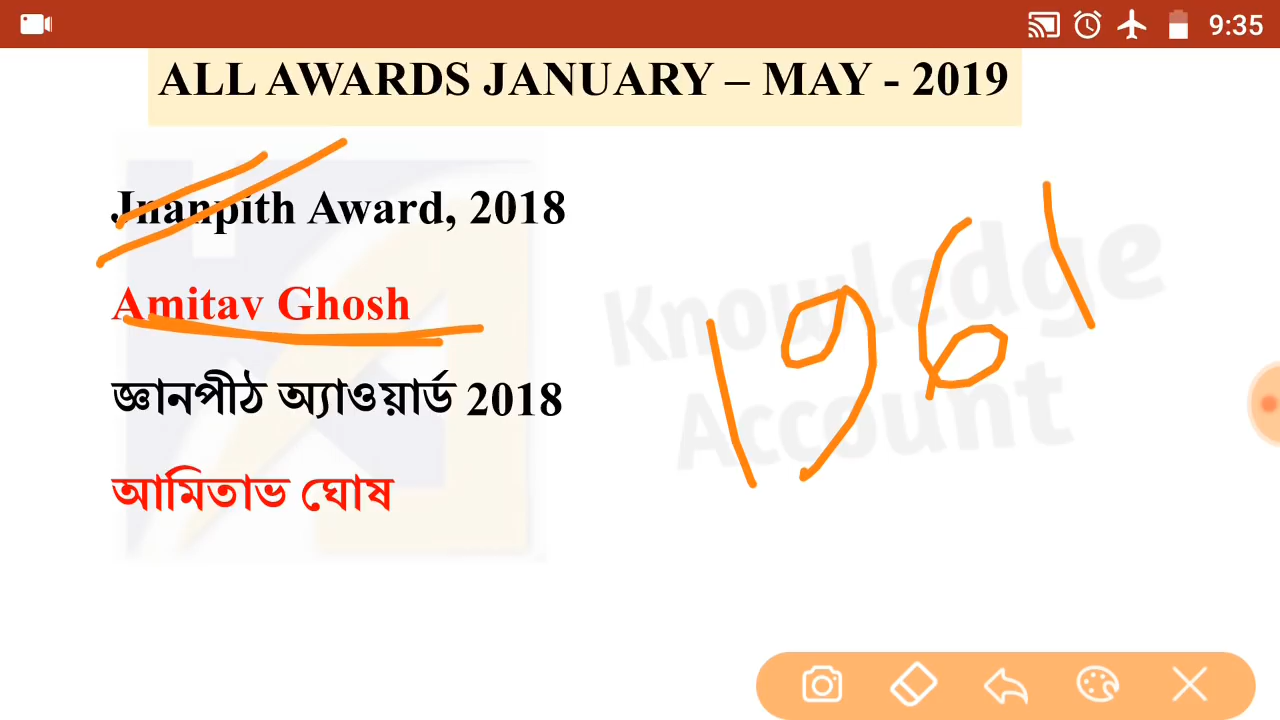 9:35
ALL AWARDS JANUARY – MAY - 2019
Jnanpith Award, 2018
Amitav Ghosh
জ্ঞানপীঠ অ্যাওয়ার্ড 2018
আমিতাভ ঘোষ
1961
Knowledge
Account